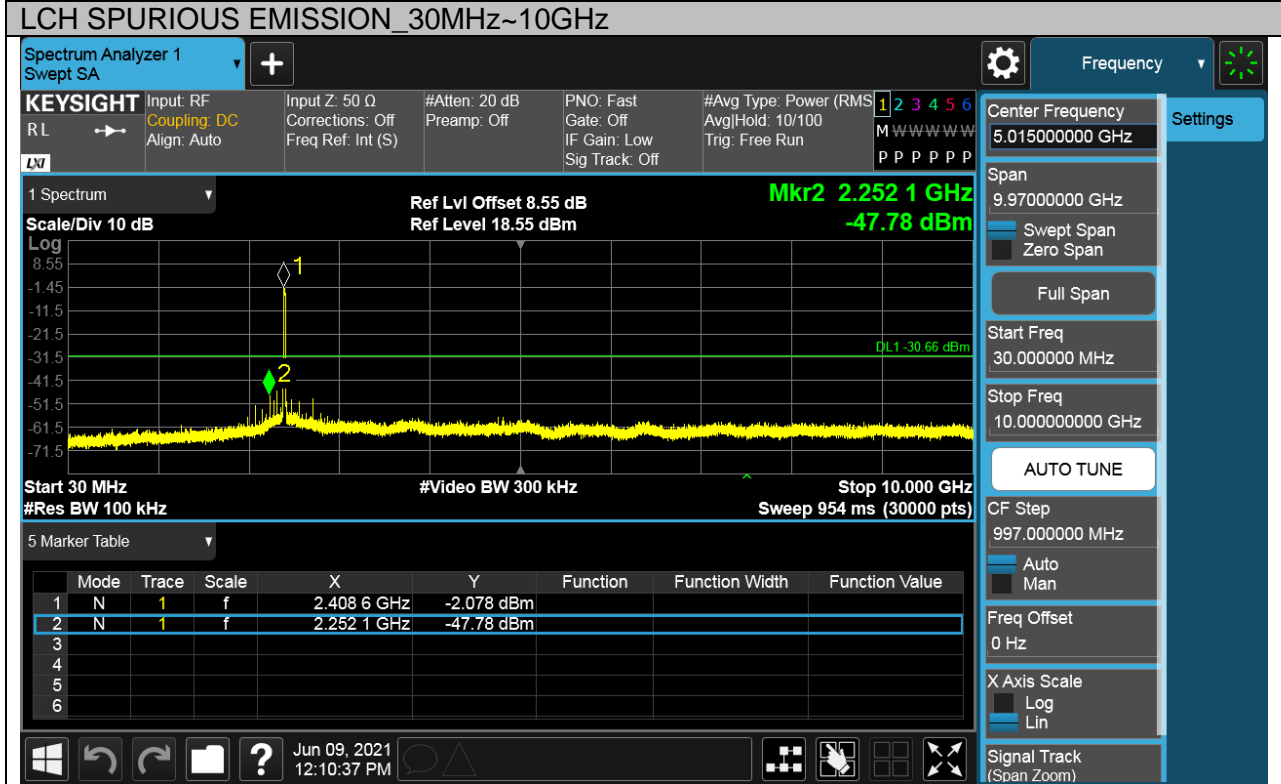 LCH SPURIOUS EMISSION_30MHz~10GHz
Spectrum Analyzer 1
Swept SA
+
Frequency
KEYSIGHT
RL
LXI
Input: RF
Coupling: DC
Align: Auto
Input Z: 50 Ω
Corrections: Off
Freq Ref: Int (S)
#Atten: 20 dB
Preamp: Off
PNO: Fast
Gate: Off
IF Gain: Low
Sig Track: Off
#Avg Type: Power (RMS
Avg|Hold: 10/100
Trig: Free Run
1 2 3 4 5 6
M W W W W W
P P P P P P
1 Spectrum
Scale/Div 10 dB
Ref Lvl Offset 8.55 dB
Ref Level 18.55 dBm
Mkr2 2.252 1 GHz
-47.78 dBm
Log
8.55
-1.45
-11.5
-21.5
-31.5
-41.5
-51.5
-61.5
-71.5
1
2
DL1 -30.66 dBm
Start 30 MHz
#Video BW 300 kHz
Stop 10.000 GHz
#Res BW 100 kHz
Sweep 954 ms (30000 pts)
5 Marker Table
Mode Trace Scale X Y Function Function Width Function Value
1 N 1 f 2.408 6 GHz -2.078 dBm
2 N 1 f 2.252 1 GHz -47.78 dBm
3
4
5
6
Center Frequency
5.015000000 GHz
Settings
Span
9.97000000 GHz
Swept Span
Zero Span
Full Span
Start Freq
30.000000 MHz
Stop Freq
10.000000000 GHz
AUTO TUNE
CF Step
997.000000 MHz
Auto
Man
Freq Offset
0 Hz
X Axis Scale
Log
Lin
Signal Track
(Span Zoom)
?
Jun 09, 2021
12:10:37 PM